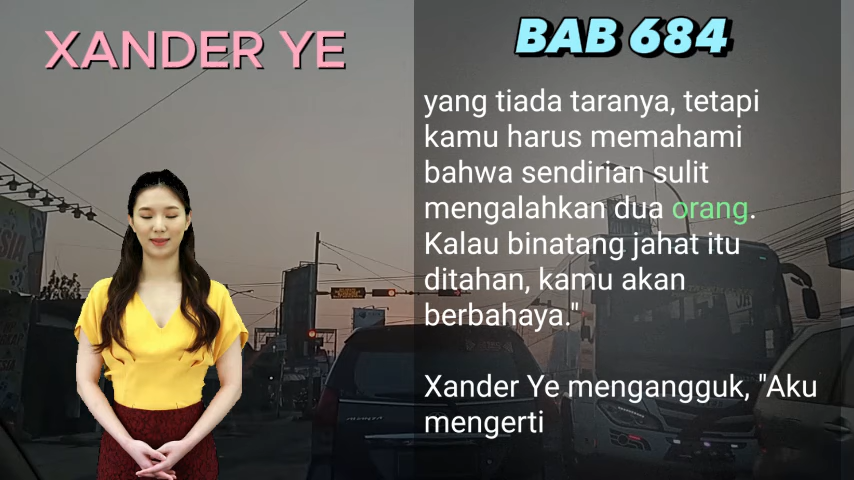 XANDER YE
BAB 684
yang tiada taranya, tetapi
kamu harus memahami
bahwa sendirian sulit
mengalahkan dua orang.
Kalau binatang jahat itu
ditahan, kamu akan
berbahaya."
Xander Ye mengangguk, "Aku
mengerti